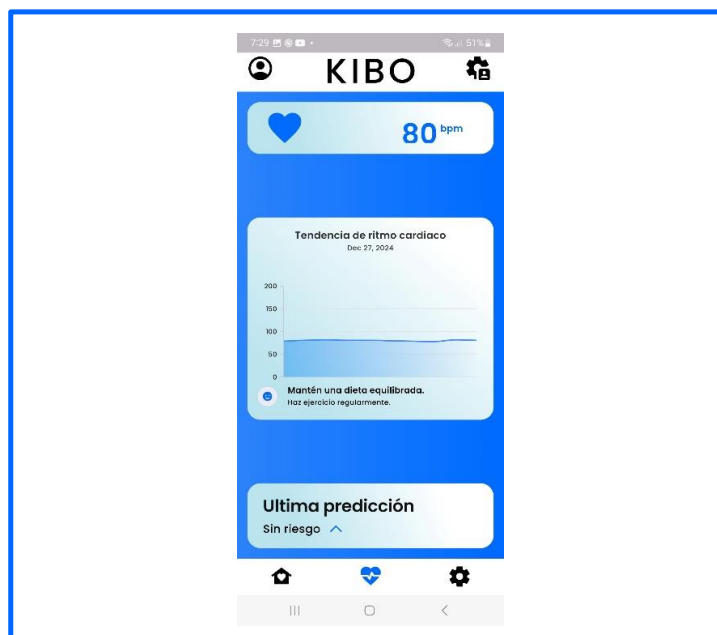 7:29
51%
KIBO
80 bpm
Tendencia de ritmo cardiaco
Dec 27, 2024
200
150
100
50
0
Mantén una dieta equilibrada.
Haz ejercicio regularmente.
Ultima predicción
Sin riesgo